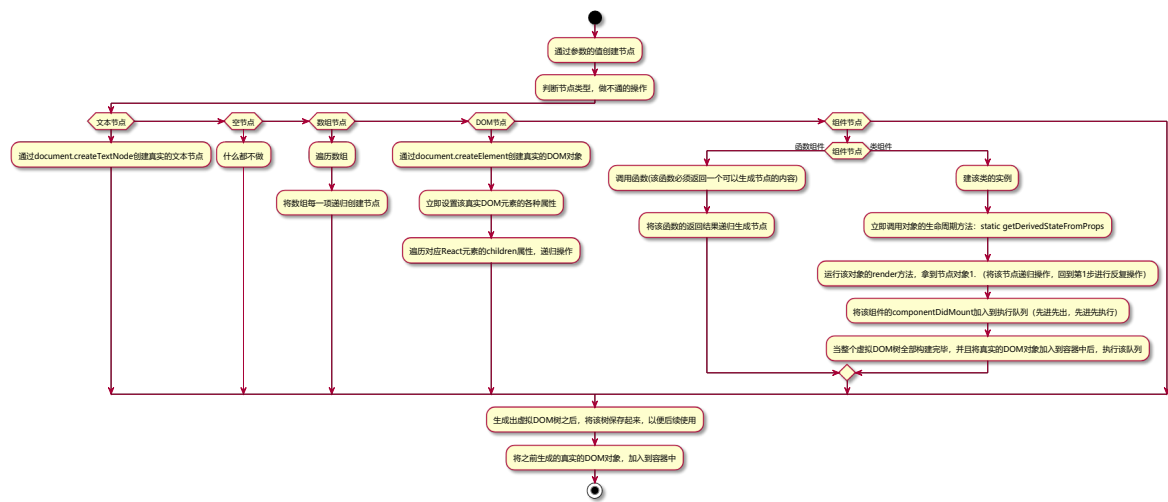 通过参数的值创建节点
判断节点类型，做不通的操作
文本节点
空节点
数组节点
DOM节点
组件节点
通过document.createTextNode创建真实的文本节点
什么都不做
遍历数组
将数组每一项递归创建节点
通过document.createElement创建真实的DOM对象
立即设置该真实DOM元素的各种属性
遍历对应React元素的children属性，递归操作
函数组件
组件节点
类组件
调用函数(该函数必须返回一个可以生成节点的内容)
将该函数的返回结果递归生成节点
建该类的实例
立即调用对象的生命周期方法：static getDerivedStateFromProps
运行该对象的render方法，拿到节点对象1.（将该节点递归操作，回到第1步进行反复操作）
将该组件的componentDidMount加入到执行队列（先进先出，先进先执行）
当整个虚拟DOM树全部构建完毕，并且将真实的DOM对象加入到容器中后，执行该队列
生成出虚拟DOM树之后，将该树保存起来，以便后续使用
将之前生成的真实的DOM对象，加入到容器中